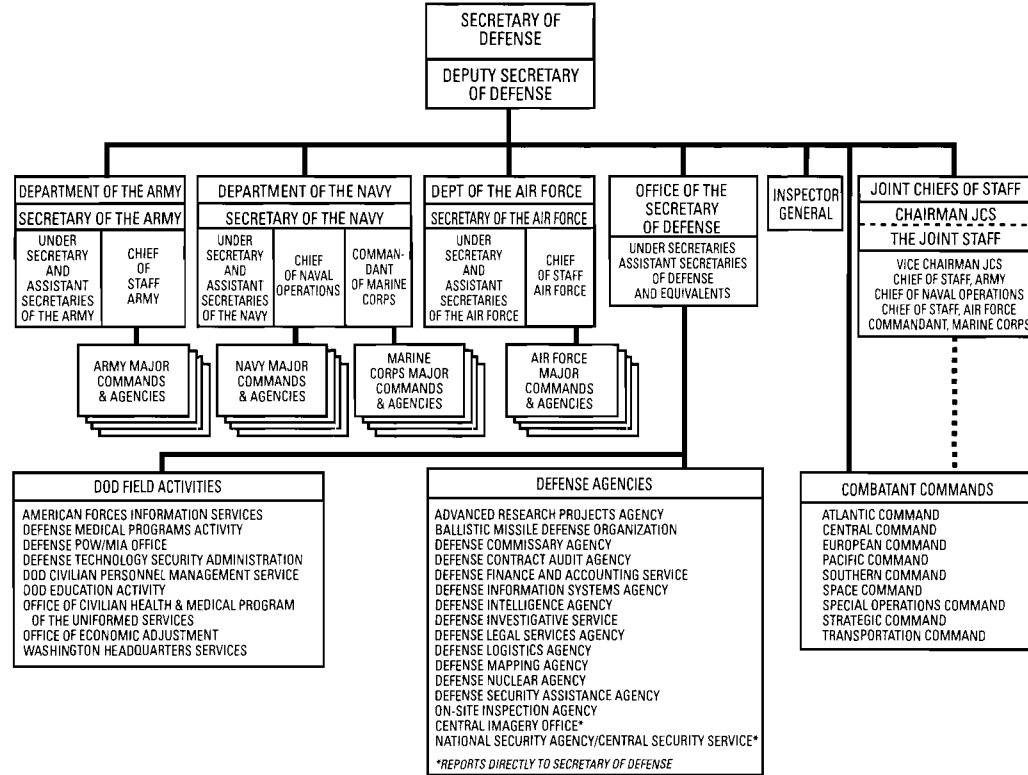 SECRETARY OF
DEFENSE
DEPUTY SECRETARY
OF DEFENSE
DEPARTMENT OF THE ARMY
SECRETARY OF THE ARMY
UNDER
SECRETARY
AND
ASSISTANT
SECRETARIES
OF THE ARMY
CHIEF
OF
STAFF
ARMY
DEPARTMENT OF THE NAVY
SECRETARY OF THE NAVY
UNDER
SECRETARY
AND
ASSISTANT
SECRETARIES
OF THE NAVY
CHIEF
OF NAVAL
OPERATIONS
COMMAN-
DANT
OF MARINE
CORPS
DEPT OF THE AIR FORCE
SECRETARY OF THE AIR FORCE
UNDER
SECRETARY
AND
ASSISTANT
SECRETARIES
OF THE AIR FORCE
CHIEF
OF STAFF
AIR FORCE
OFFICE OF THE
SECRETARY
OF DEFENSE
UNDER SECRETARIES
ASSISTANT SECRETARIES
OF DEFENSE
AND EQUIVALENTS
INSPECTOR
GENERAL
JOINT CHIEFS OF STAFF
CHAIRMAN JCS
THE JOINT STAFF
VICE CHAIRMAN JCS
CHIEF OF STAFF, ARMY
CHIEF OF NAVAL OPERATIONS
CHIEF OF STAFF, AIR FORCE
COMMANDANT, MARINE CORPS
ARMY MAJOR
COMMANDS
& AGENCIES
NAVY MAJOR
COMMANDS
& AGENCIES
MARINE
CORPS MAJOR
COMMANDS
& AGENCIES
AIR FORCE
MAJOR
COMMANDS
& AGENCIES
DOD FIELD ACTIVITIES
AMERICAN FORCES INFORMATION SERVICES
DEFENSE MEDICAL PROGRAMS ACTIVITY
DEFENSE POW/MIA OFFICE
DEFENSE TECHNOLOGY SECURITY ADMINISTRATION
DOD CIVILIAN PERSONNEL MANAGEMENT SERVICE
DOD EDUCATION ACTIVITY
OFFICE OF CIVILIAN HEALTH & MEDICAL PROGRAM
OF THE UNIFORMED SERVICES
OFFICE OF ECONOMIC ADJUSTMENT
WASHINGTON HEADQUARTERS SERVICES
DEFENSE AGENCIES
ADVANCED RESEARCH PROJECTS AGENCY
BALLISTIC MISSILE DEFENSE ORGANIZATION
DEFENSE COMMISSARY AGENCY
DEFENSE CONTRACT AUDIT AGENCY
DEFENSE FINANCE AND ACCOUNTING SERVICE
DEFENSE INFORMATION SYSTEMS AGENCY
DEFENSE INTELLIGENCE AGENCY
DEFENSE INVESTIGATIVE SERVICE
DEFENSE LEGAL SERVICES AGENCY
DEFENSE LOGISTICS AGENCY
DEFENSE MAPPING AGENCY
DEFENSE NUCLEAR AGENCY
DEFENSE SECURITY ASSISTANCE AGENCY
ON-SITE INSPECTION AGENCY
CENTRAL IMAGERY OFFICE*
NATIONAL SECURITY AGENCY/CENTRAL SECURITY SERVICE*
*REPORTS DIRECTLY TO SECRETARY OF DEFENSE
COMBATANT COMMANDS
ATLANTIC COMMAND
CENTRAL COMMAND
EUROPEAN COMMAND
PACIFIC COMMAND
SOUTHERN COMMAND
SPACE COMMAND
SPECIAL OPERATIONS COMMAND
STRATEGIC COMMAND
TRANSPORTATION COMMAND